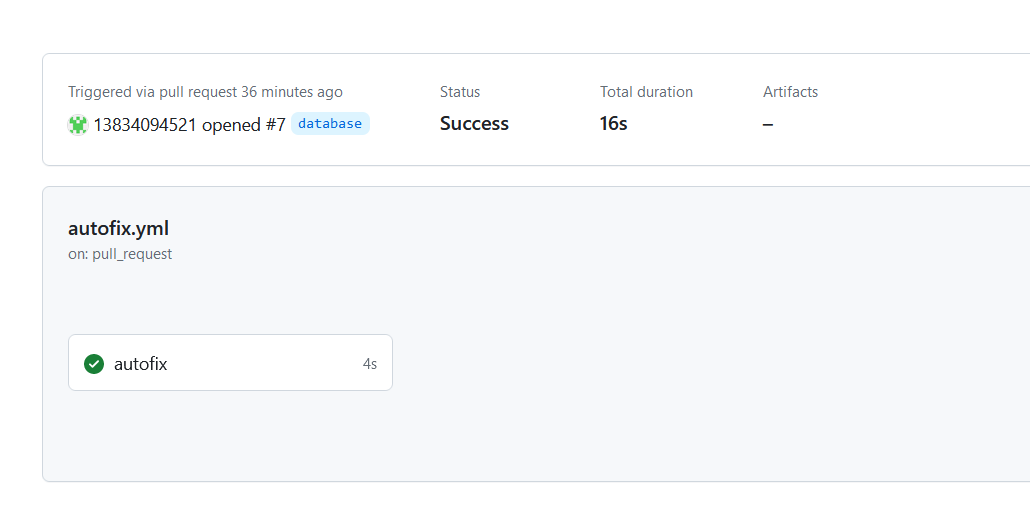 Triggered via pull request 36 minutes ago
13834094521 opened #7 database
Status
Success
Total duration
16s
Artifacts
–
autofix.yml
on: pull_request
autofix 4s